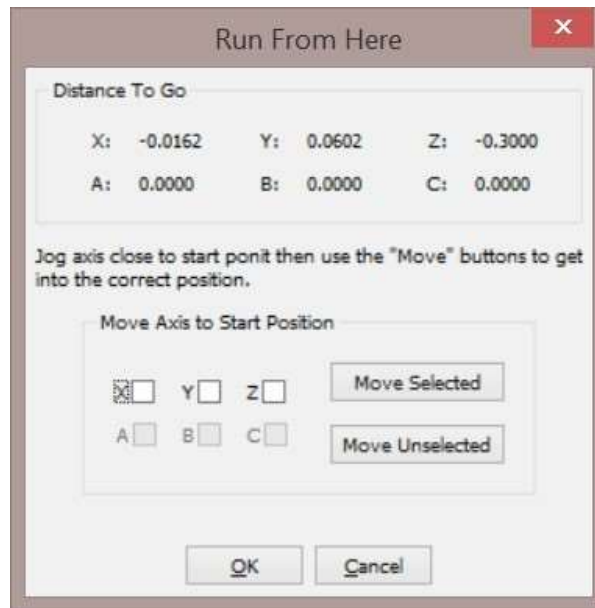 Run From Here
Distance To Go
X: -0.0162 Y: 0.0602 Z: -0.3000
A: 0.0000 B: 0.0000 C: 0.0000
Jog axis close to start ponit then use the "Move" buttons to get
into the correct position.
Move Axis to Start Position
X Y Z Move Selected
A B C Move Unselected
OK Cancel